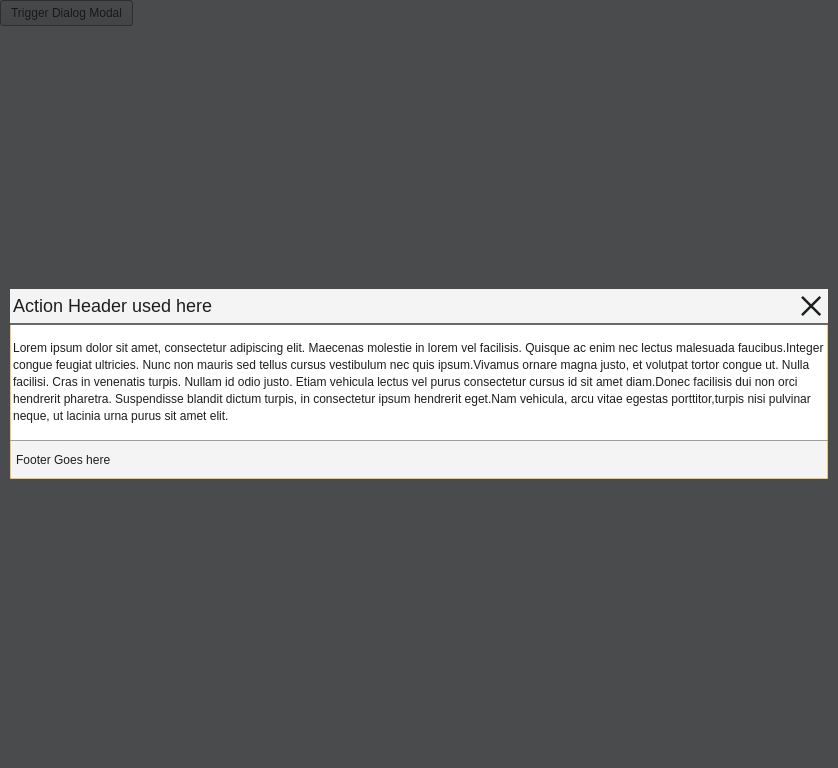 Trigger Dialog Modal
Action Header used here
Lorem ipsum dolor sit amet, consectetur adipiscing elit. Maecenas molestie in lorem vel facilisis. Quisque ac enim nec lectus malesuada faucibus.Integer
congue feugiat ultricies. Nunc non mauris sed tellus cursus vestibulum nec quis ipsum.Vivamus ornare magna justo, et volutpat tortor congue ut. Nulla
facilisi. Cras in venenatis turpis. Nullam id odio justo. Etiam vehicula lectus vel purus consectetur cursus id sit amet diam.Donec facilisis dui non orci
hendrerit pharetra. Suspendisse blandit dictum turpis, in consectetur ipsum hendrerit eget.Nam vehicula, arcu vitae egestas porttitor,turpis nisi pulvinar
neque, ut lacinia urna purus sit amet elit.
Footer Goes here